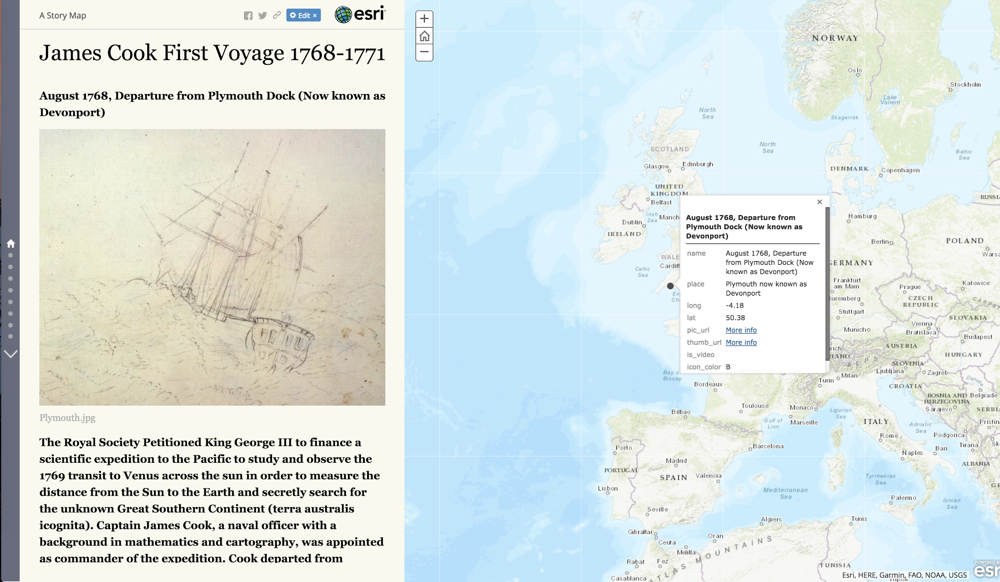 A Story Map
Edit ×
esri
James Cook First Voyage 1768-1771
August 1768, Departure from Plymouth Dock (Now known as
Devonport)
Plymouth.jpg
The Royal Society Petitioned King George III to finance a
scientific expedition to the Pacific to study and observe the
1769 transit to Venus across the sun in order to measure the
distance from the Sun to the Earth and secretly search for
the unknown Great Southern Continent (terra australis
icognita). Captain James Cook, a naval officer with a
background in mathematics and cartography, was appointed
as commander of the expedition. Cook departed from
NORWAY
Oslo
Stockholm
Lake
Vanern
North
Sea
Skagerrak
North
Sea
SCOTLAND
Baltic
Sea
Glasgow
Edinburgh
DENMARK
Copenhagen
UNITED
KINGDOM
Belfast
RUSSI
Irish
Sea
Manch
Dublin
IRELAND
Hamburg
Berlin
POLAND
Warsa
WALE
Cardiff
Celtic
Sea
GERMANY
En
Ch
August 1768, Departure from
Plymouth Dock (Now known as
Devonport)
name August 1768, Departure
from Plymouth Dock (Now
known as Devonport)
place Plymouth now known as
Devonport
long -4.18
lat 50.38
pic_url More info
thumb_url More info
is_video
icon_color B
Frankfurt
am Main
Prague
Katowice
uremberg
CZECH
REPUBLIC
CARPAT
Stuttgart
SLOVAKIA
Vienna
Munich
Bratislava
Budapest
rich
AUSTRIA
LAND
HUNGARY
ALPS
SLOVENIA
Ljubljana
Zagreb
Bay o
Biscay
Turin
Milan
Danube
Bordeaux
CROATIA
BOSNIA AND
HERZEGOVINA
Belgrade
Sarajevo
SERBI
Bilbao
Toulouse
Monaco
Ligurian
Sea
Gulf of
Lion
Marseille
ITALY
Adriatic
Sea
Pristin
Rome
Podgorica
Porto
Barcelona
Bari
Tirana
Sk
Naples
Madrid
ALBANIA
PORTUGAL
SPAIN
Valencia
Tyrrhenian
Sea
Lisbon
Mediterranean
Sea
GR
Palermo
Ionian
Sea
Seville
Algiers
Tunis
Gibraltar
Oran
Ceuta
Melilla
ATLAS MOUNTAINS
Rabat
Fez
TUNISIA
Casablanca
Tripoli
POWERED BY
esr
Esri, HERE, Garmin, FAO, NOAA, USGS